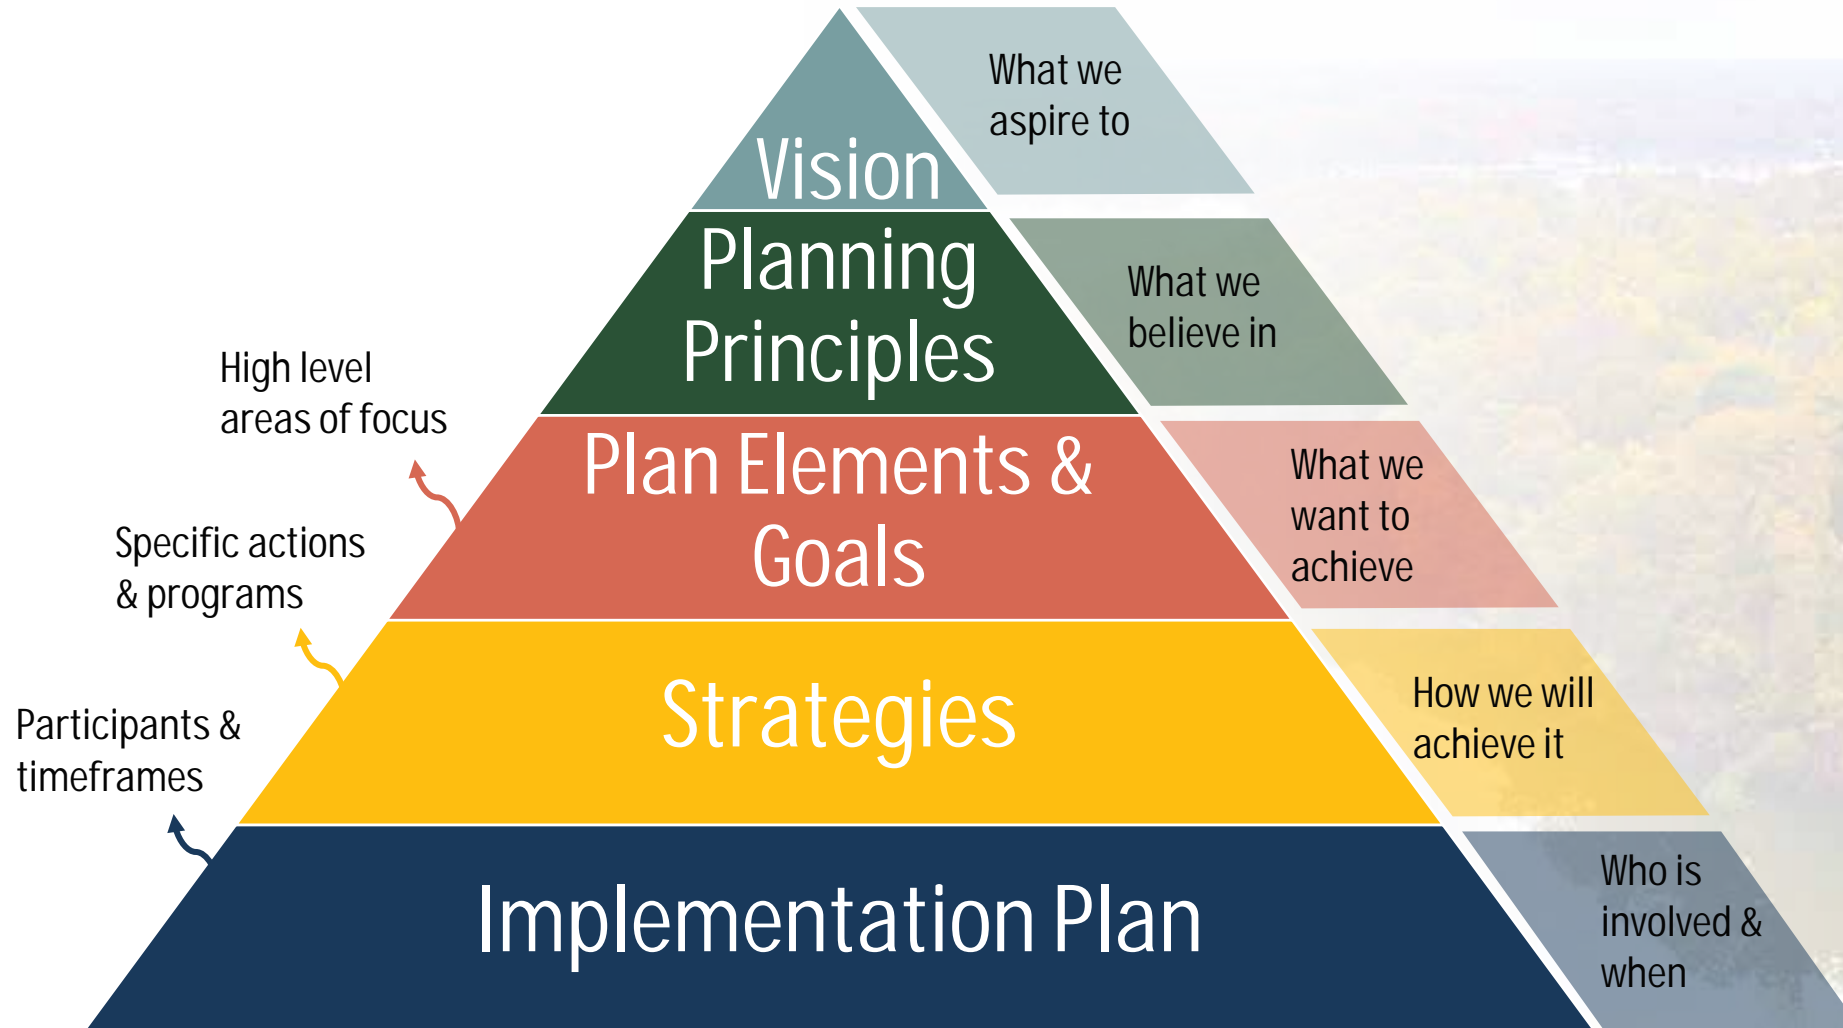 What we
aspire to
Vision
Planning
Principles
What we
believe in
High level
areas of focus
Plan Elements &
Goals
What we
want to
achieve
Specific actions
& programs
Strategies
How we will
achieve it
Participants &
timeframes
Implementation Plan
Who is
involved &
when